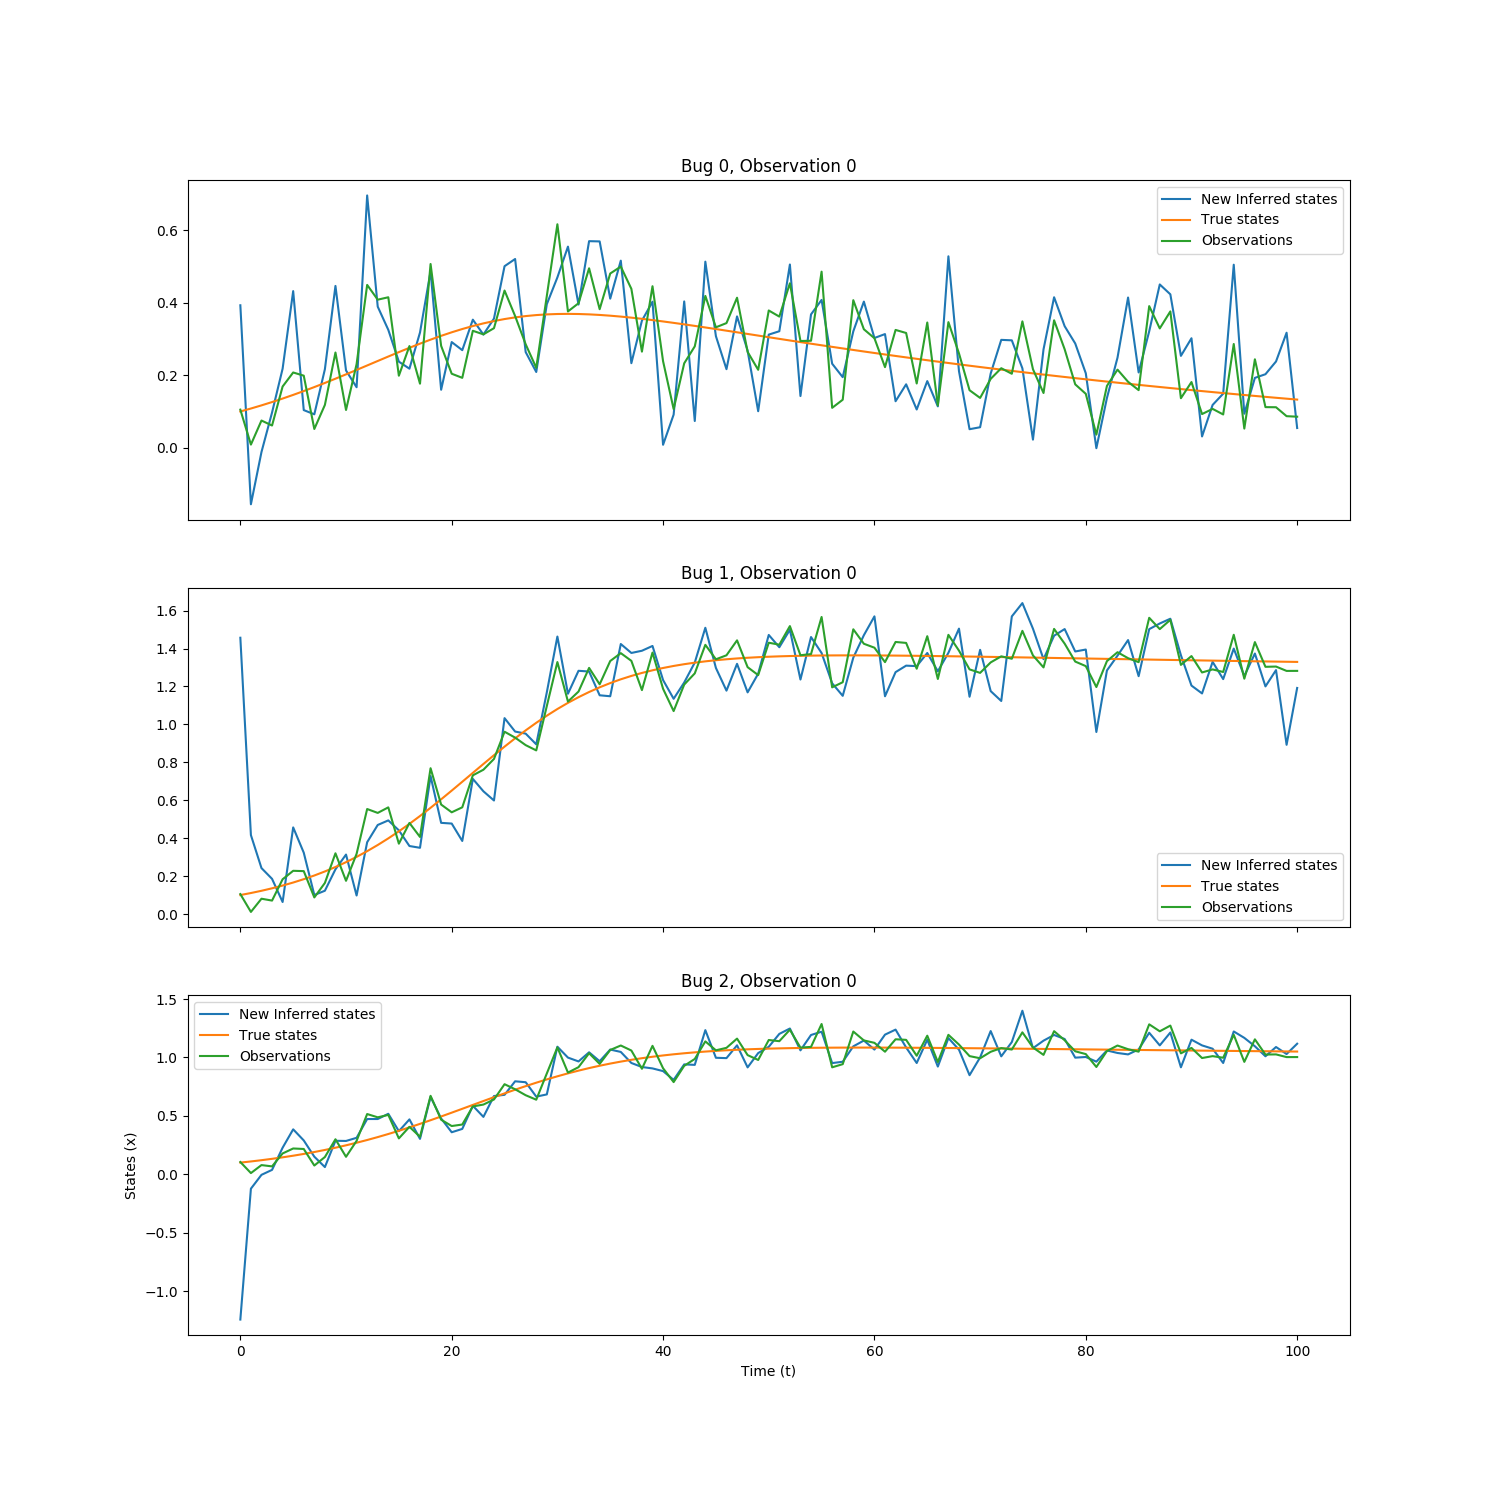 Bug 0, Observation 0
New Inferred states
True states
Observations
0.6
0.4
0.2
0.0
Bug 1, Observation 0
1.6
1.4
1.2
1.0
0.8
0.6
0.4
0.2
0.0
New Inferred states
True states
Observations
Bug 2, Observation 0
New Inferred states
True states
Observations
1.5
1.0
0.5
0.0
−0.5
−1.0
States (x)
0 20 40 60 80 100
Time (t)